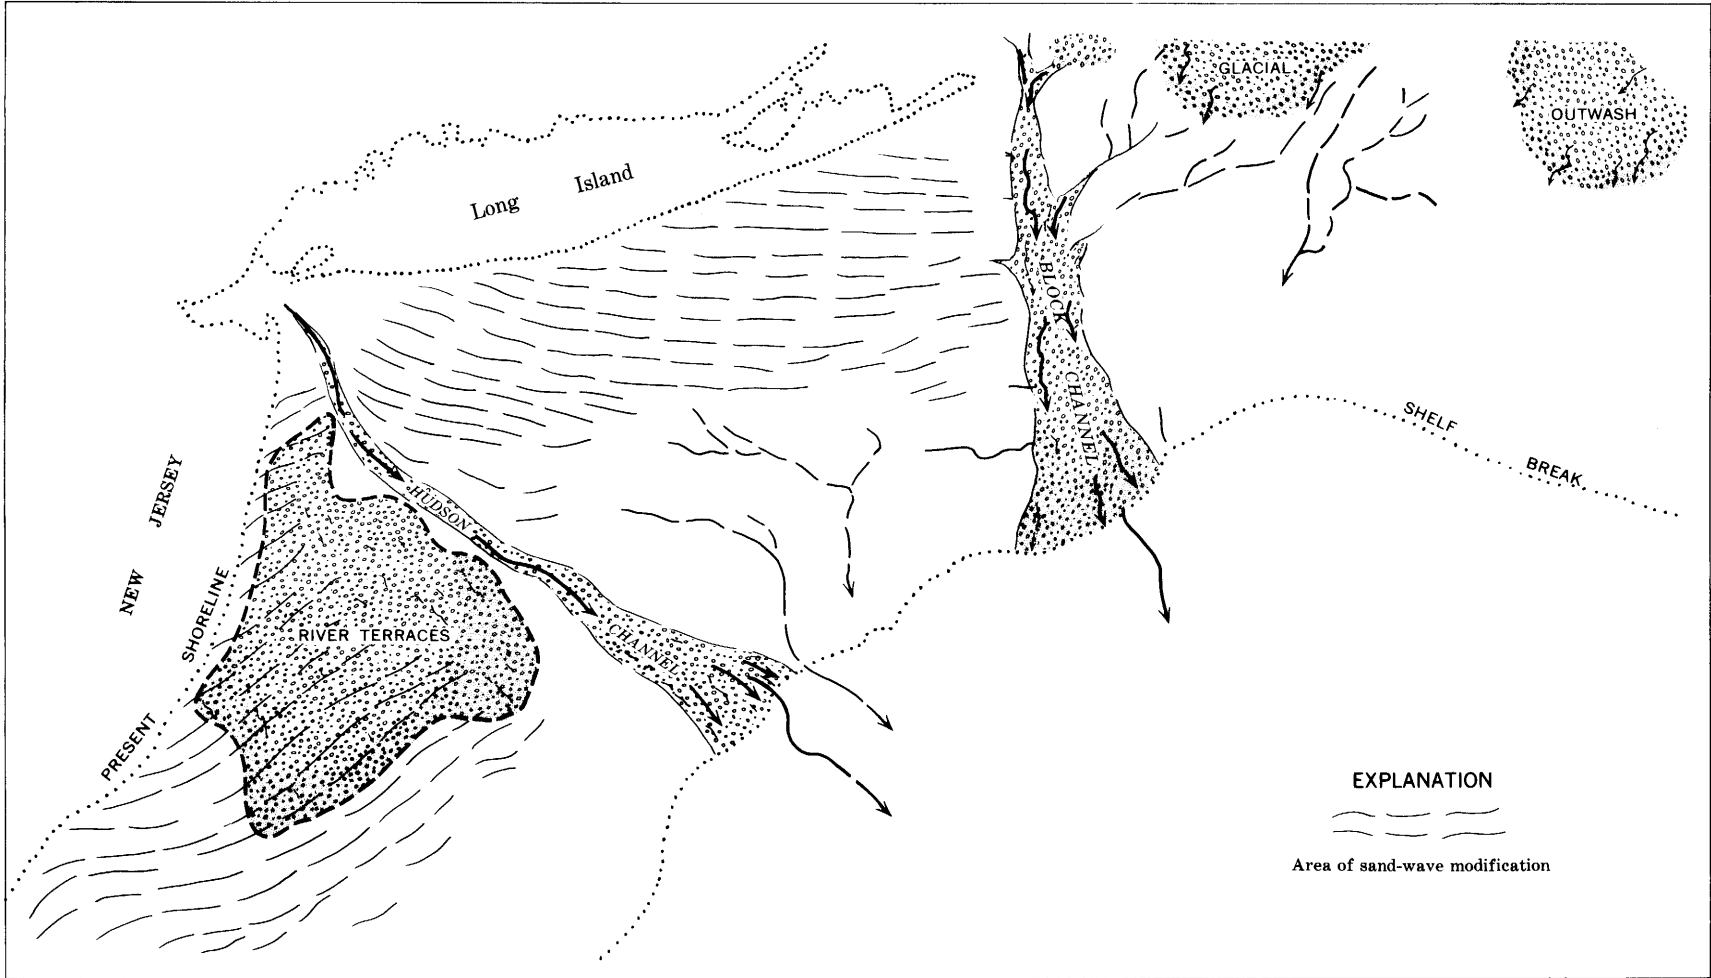 GLACIAL
OUTWASH
Long Island
BLOCK CHANNEL
SHELF BREAK
NEW JERSEY
HUDSON CHANNEL
PRESENT SHORELINE
RIVER TERRACES
EXPLANATION
Area of sand-wave modification